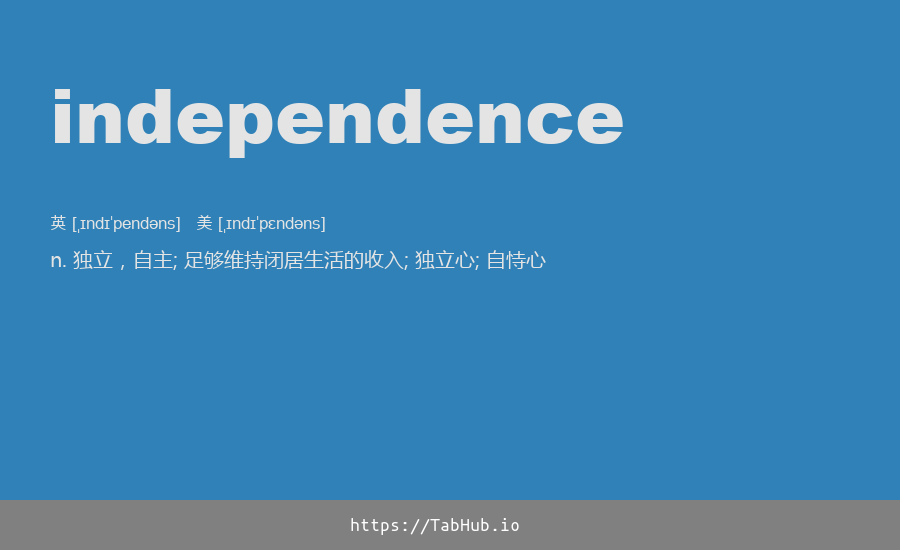 independence
英 [ˌɪndɪˈpendəns] 美 [ˌɪndɪˈpɛndəns]
n. 独立，自主; 足够维持闭居生活的收入; 独立心; 自恃心
https://TabHub.io